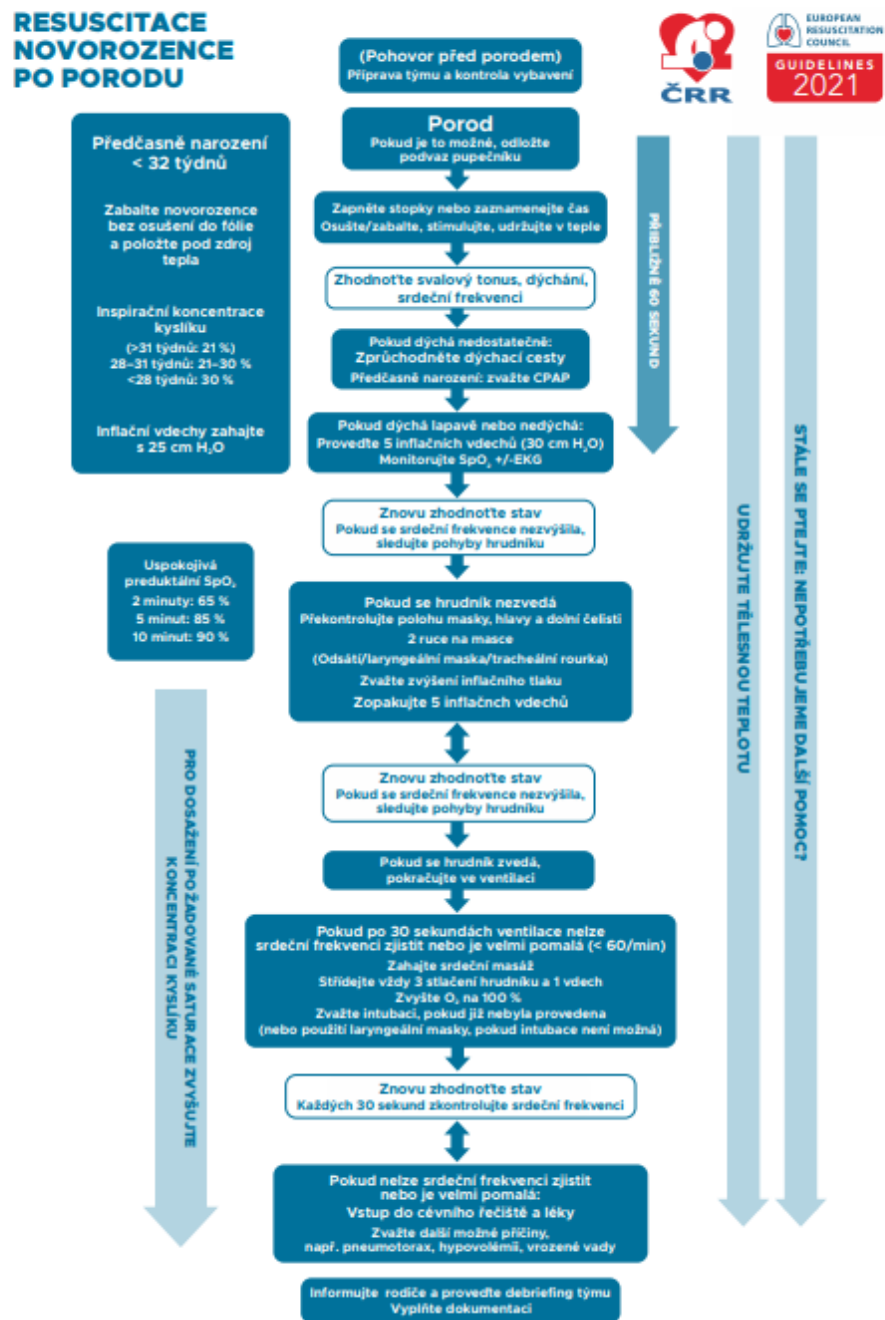 RESUSCITACE
NOVOROZENCE
PO PORODU
(Pohovor před porodem)
Příprava týmu a kontrola vybavení
ČRR
EUROPEAN
RESUSCITATION
COUNCIL
GUIDELINES
2021
Předčasně narození
< 32 týdnů
Zabalte novorozence
bez osušení do fólie
a položte pod zdroj
tepla
Inspirační koncentrace
kyslíku
(>31 týdnů: 21 %)
28–31 týdnů: 21–30 %
<28 týdnů: 30 %
Inflační vdechy zahajte
s 25 cm H₂O
Porod
Pokud je to možné, odložte
podvaz pupečníku
Zapněte stopky nebo zaznamenejte čas
Osušte/zabalte, stimulujte, udržujte v teple
Zhodnoťte svalový tonus, dýchání,
srdeční frekvenci
Pokud dýchá nedostatečně:
Zprůchodněte dýchací cesty
Předčasně narození: zvažte CPAP
Pokud dýchá lapavě nebo nedýchá:
Proveďte 5 inflačních vdechů (30 cm H₂O)
Monitorujte SpO₂ +/-EKG
Znovu zhodnoťte stav
Pokud se srdeční frekvence nezvýšila,
sledujte pohyby hrudníku
Uspokojivá
preduktální SpO₂
2 minuty: 65 %
5 minut: 85 %
10 minut: 90 %
Pokud se hrudník nezvedá
Překontrolujte polohu masky, hlavy a dolní čelisti
2 ruce na masce
(Odsátí/laryngeální maska/tracheální rourka)
Zvažte zvýšení inflačního tlaku
Zopakujte 5 inflačnch vdechů
Znovu zhodnoťte stav
Pokud se srdeční frekvence nezvýšila,
sledujte pohyby hrudníku
Pokud se hrudník zvedá,
pokračujte ve ventilaci
Pokud po 30 sekundách ventilace nelze
srdeční frekvenci zjistit nebo je velmi pomalá (< 60/min)
Zahajte srdeční masáž
Střídejte vždy 3 stlačení hrudníku a 1 vdech
Zvyšte O₂ na 100 %
Zvažte intubaci, pokud již nebyla provedena
(nebo použití laryngeální masky, pokud intubace není možná)
Znovu zhodnoťte stav
Každých 30 sekund zkontrolujte srdeční frekvenci
Pokud nelze srdeční frekvenci zjistit
nebo je velmi pomalá:
Vstup do cévního řečiště a léky
Zvažte další možné příčiny,
např. pneumotorax, hypovolémii, vrozené vady
Informujte rodiče a proveďte debriefing týmu
Vyplňte dokumentaci
PRO DOSAŽENÍ POŽADOVANÉ SATURACE ZVYŠUJTE
KONCENTRACI KYSLÍKU
PŘIBLIŽNĚ 60 SEKUND
UDRŽUJTE TĚLESNOU TEPLOTU
STÁLE SE PTEJTE: NEPOTŘEBUJEME DALŠÍ POMOC?